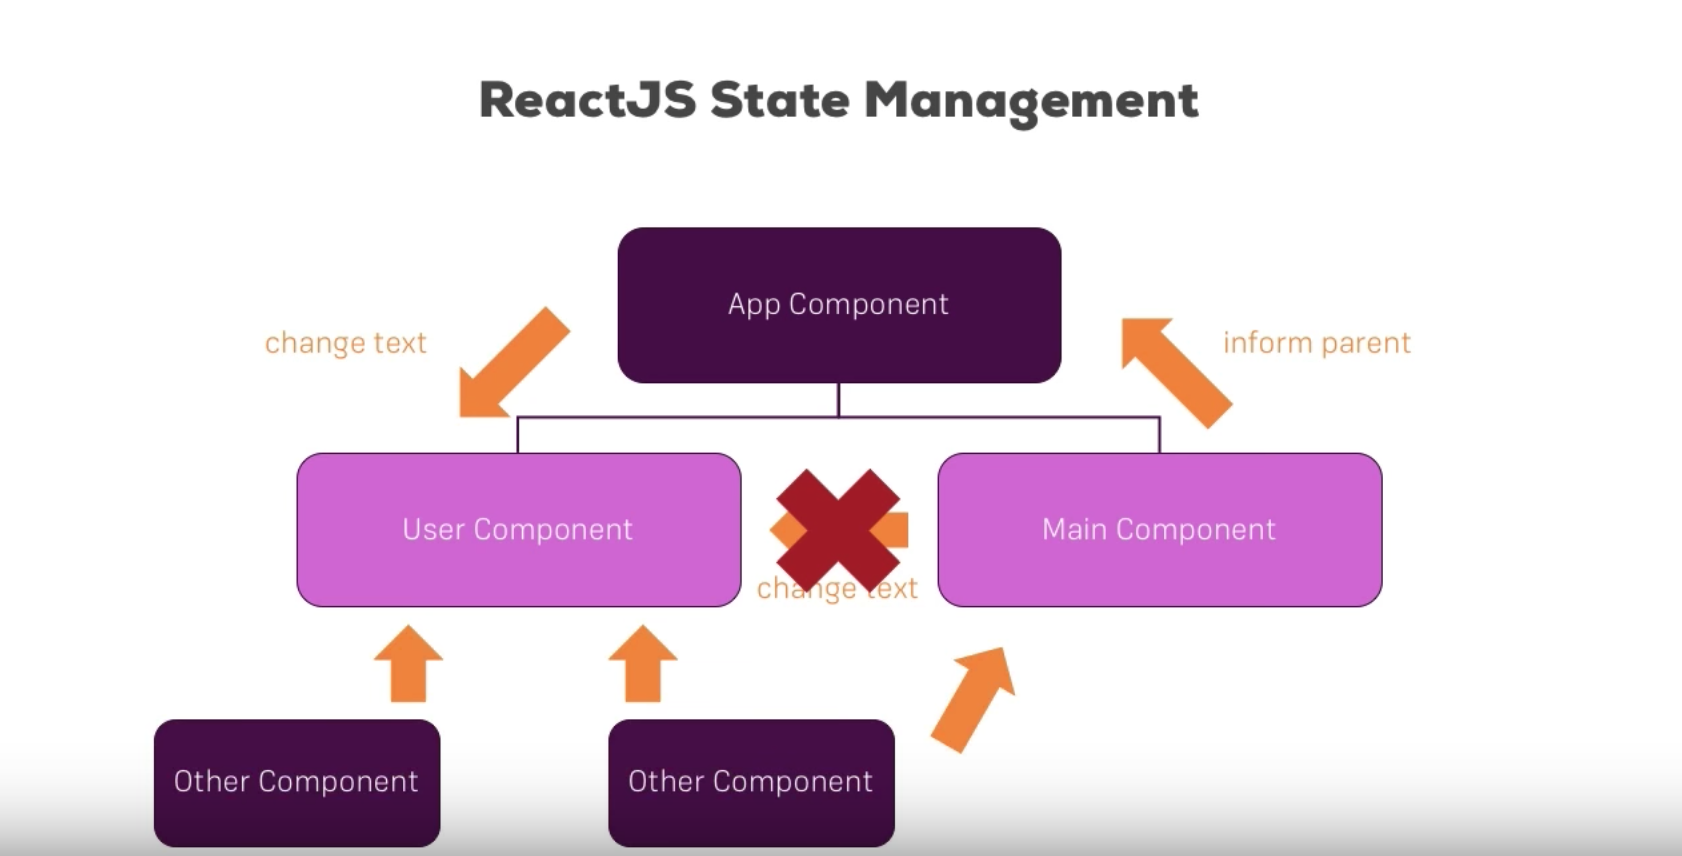 ReactJS State Management
App Component
change text
inform parent
User Component
Main Component
change text
Other Component
Other Component